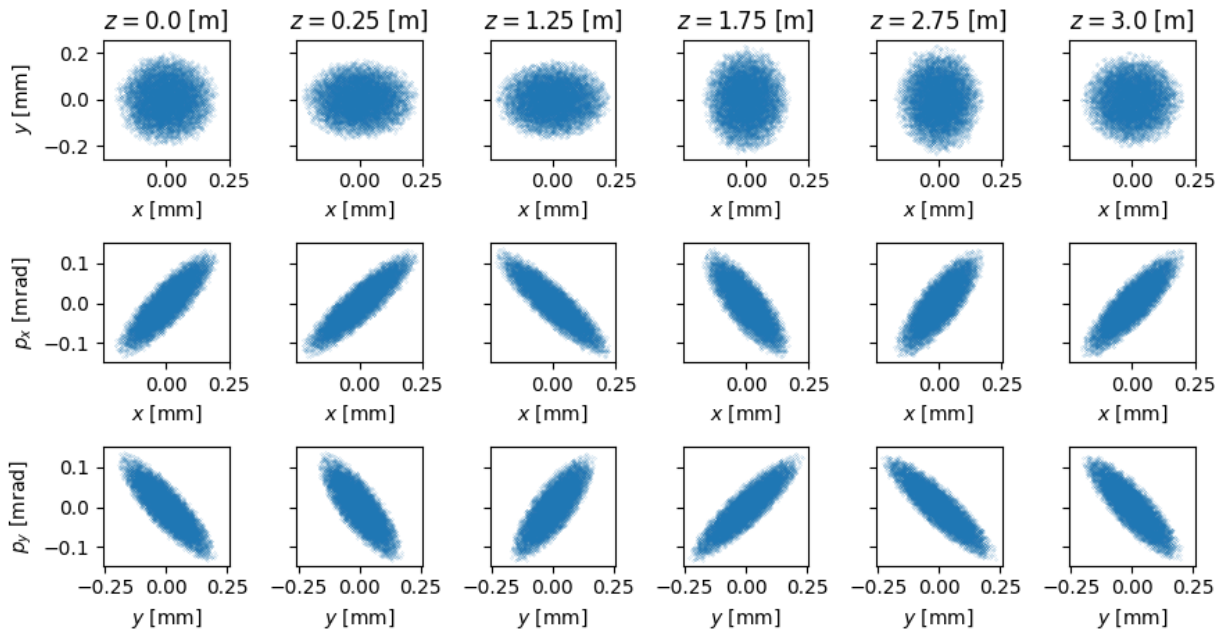 z = 0.0 [m] z = 0.25 [m] z = 1.25 [m] z = 1.75 [m] z = 2.75 [m] z = 3.0 [m]
0.2
y [mm]
0.0
−0.2
0.00 0.25 0.00 0.25 0.00 0.25 0.00 0.25 0.00 0.25 0.00 0.25
x [mm] x [mm] x [mm] x [mm] x [mm] x [mm]
0.1
p_x [mrad]
0.0
−0.1
0.00 0.25 0.00 0.25 0.00 0.25 0.00 0.25 0.00 0.25 0.00 0.25
x [mm] x [mm] x [mm] x [mm] x [mm] x [mm]
0.1
p_y [mrad]
0.0
−0.1
−0.25 0.00 0.25 0.00 0.25 0.00 0.25 0.00 0.25 −0.25 0.00 0.25 −0.25 0.00 0.25
y [mm] y [mm] y [mm] y [mm] y [mm] y [mm]